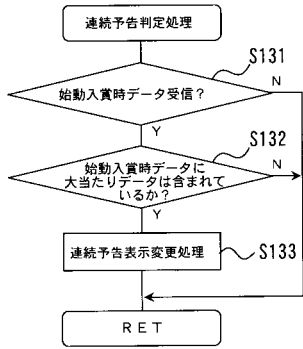 連続予告判定処理
S131
始動入賞時データ受信？
N
Y
S132
始動入賞時データに
大当たりデータは含まれて
いるか？
N
Y
連続予告表示変更処理
S133
ＲＥＴ